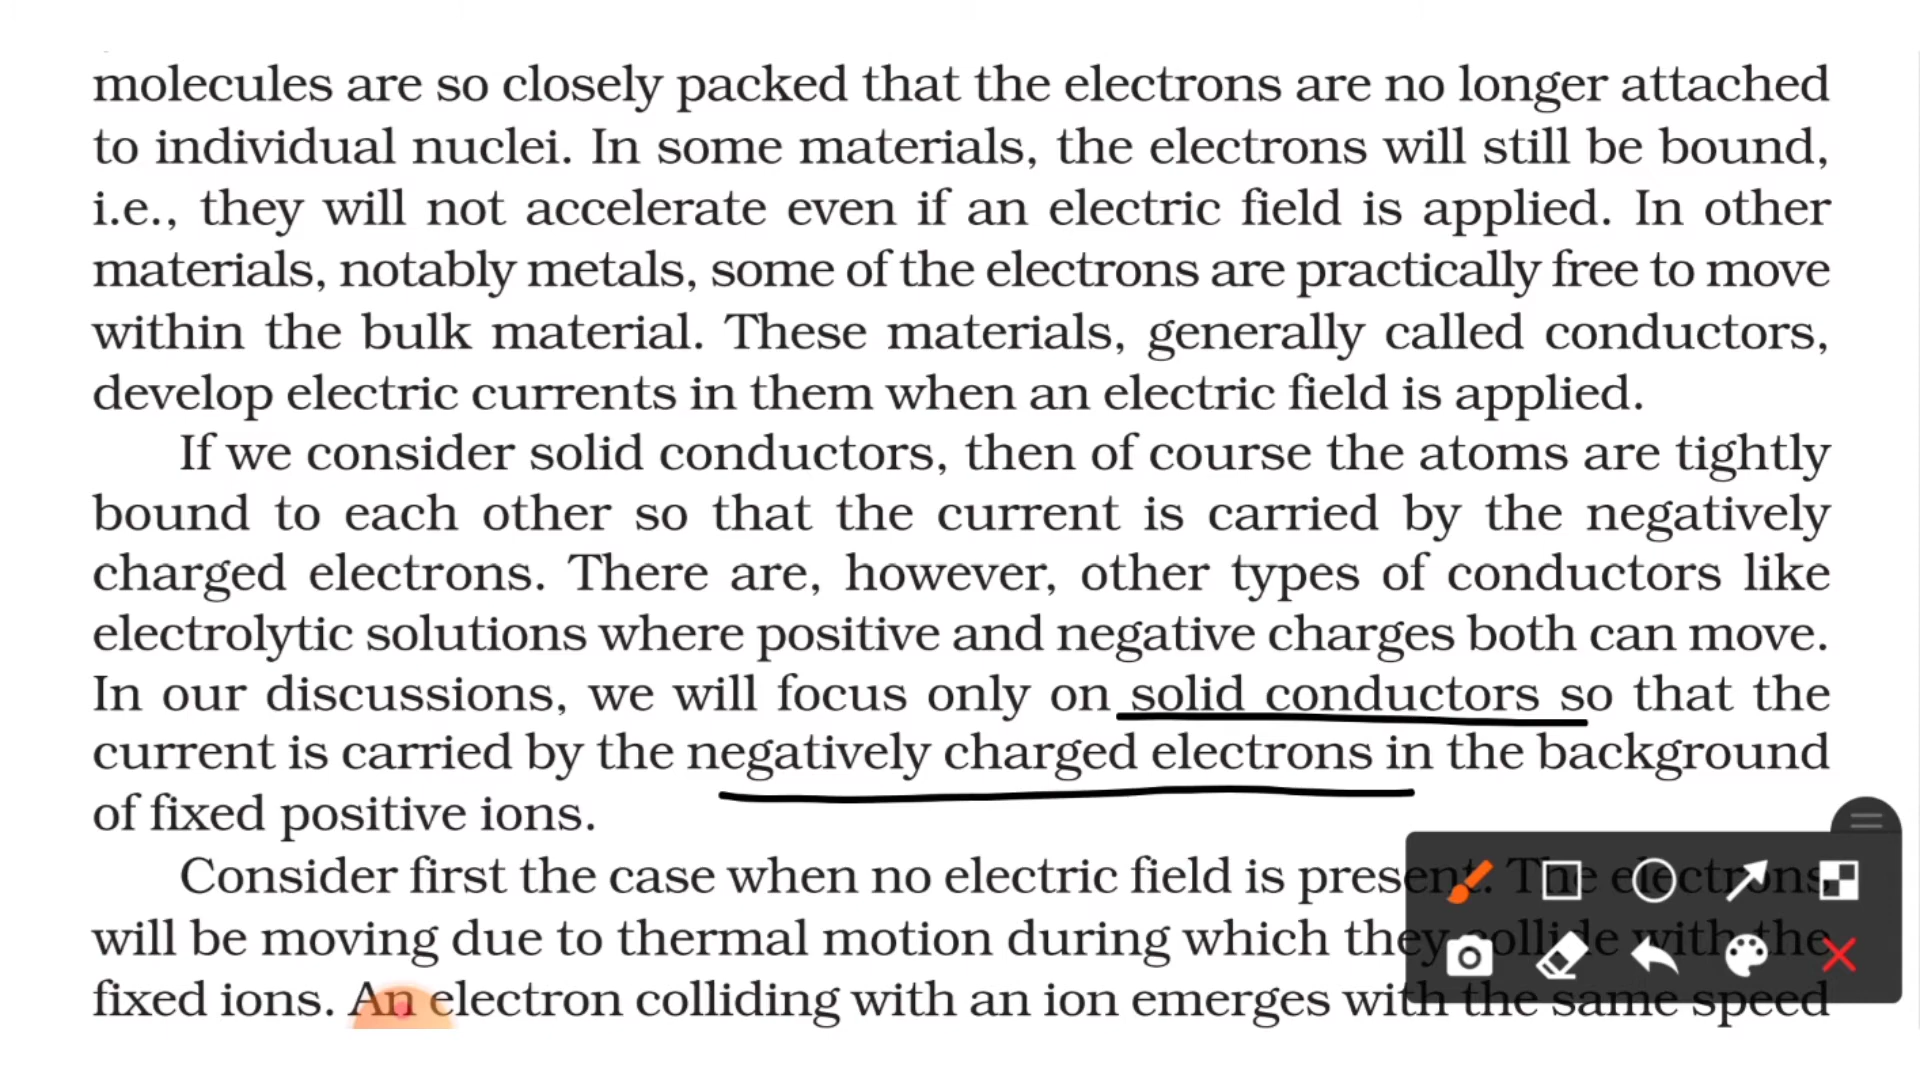 molecules are so closely packed that the electrons are no longer attached
to individual nuclei. In some materials, the electrons will still be bound,
i.e., they will not accelerate even if an electric field is applied. In other
materials, notably metals, some of the electrons are practically free to move
within the bulk material. These materials, generally called conductors,
develop electric currents in them when an electric field is applied.
If we consider solid conductors, then of course the atoms are tightly
bound to each other so that the current is carried by the negatively
charged electrons. There are, however, other types of conductors like
electrolytic solutions where positive and negative charges both can move.
In our discussions, we will focus only on solid conductors so that the
current is carried by the negatively charged electrons in the background
of fixed positive ions.
Consider first the case when no electric field is present. The electrons
will be moving due to thermal motion during which they collide with the
fixed ions. An electron colliding with an ion emerges with the same speed